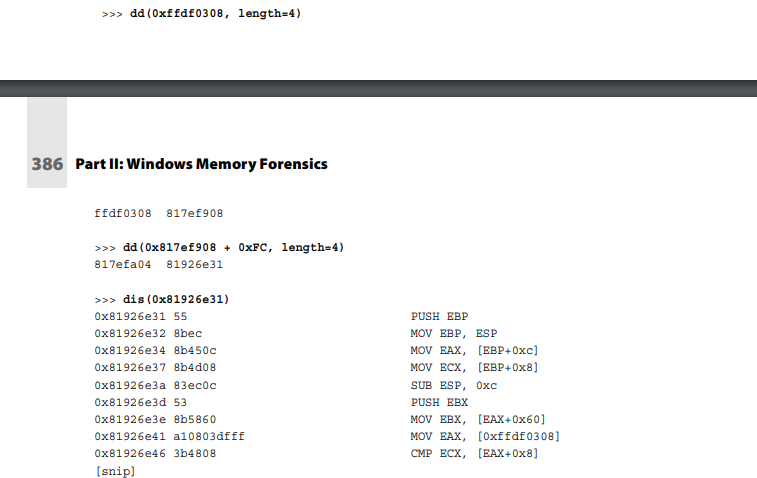 >>> dd(0xffdf0308, length=4)
386 Part II: Windows Memory Forensics
ffdf0308 817ef908
>>> dd(0x817ef908 + 0xFC, length=4)
817efa04 81926e31
>>> dis(0x81926e31)
0x81926e31 55 PUSH EBP
0x81926e32 8bec MOV EBP, ESP
0x81926e34 8b450c MOV EAX, [EBP+0xc]
0x81926e37 8b4d08 MOV ECX, [EBP+0x8]
0x81926e3a 83ec0c SUB ESP, 0xc
0x81926e3d 53 PUSH EBX
0x81926e3e 8b5860 MOV EBX, [EAX+0x60]
0x81926e41 a10803dfff MOV EAX, [0xffdf0308]
0x81926e46 3b4808 CMP ECX, [EAX+0x8]
[snip]